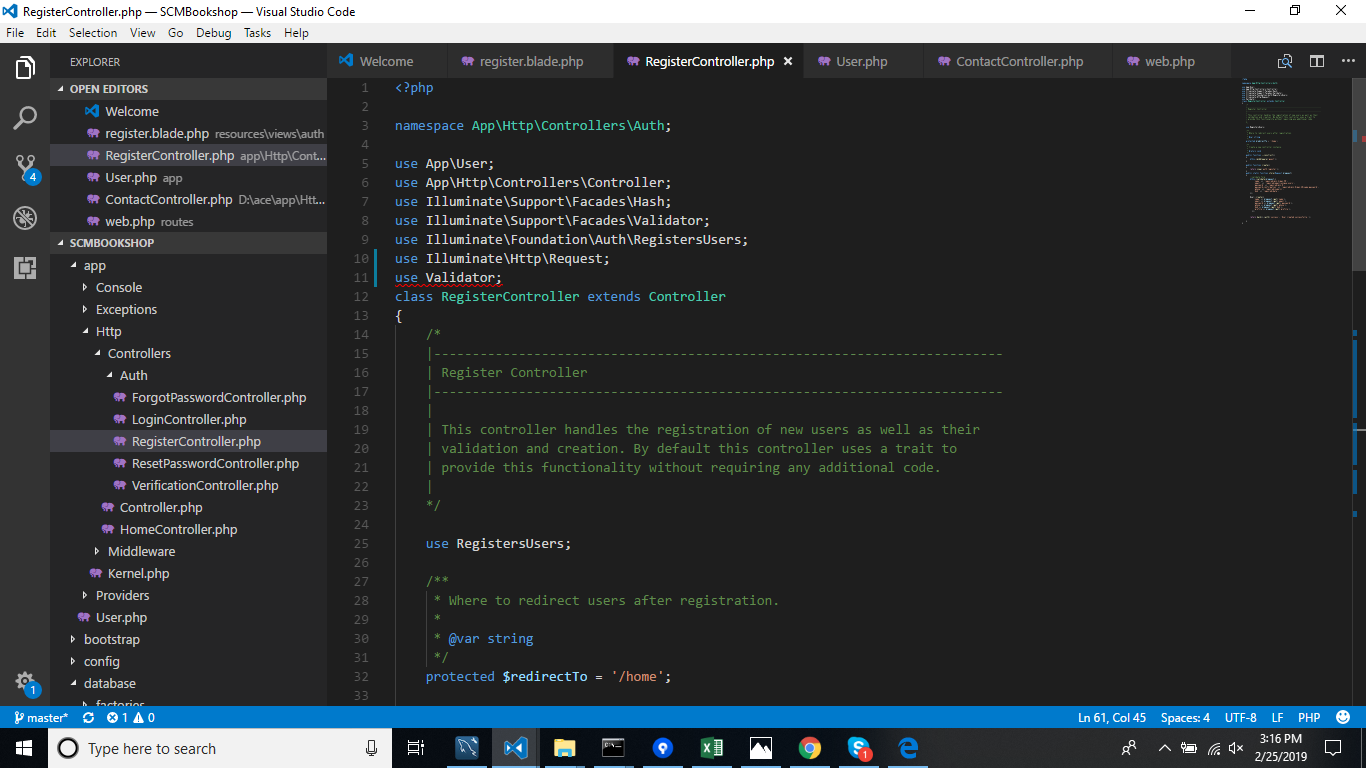 RegisterController.php — SCMBookshop — Visual Studio Code
File Edit Selection View Go Debug Tasks Help
EXPLORER
OPEN EDITORS
Welcome
register.blade.php resources\views\auth
RegisterController.php app\Http\Cont...
User.php app
ContactController.php D:\ace\app\Htt...
web.php routes
SCMBOOKSHOP
app
Console
Exceptions
Http
Controllers
Auth
ForgotPasswordController.php
LoginController.php
RegisterController.php
ResetPasswordController.php
VerificationController.php
Controller.php
HomeController.php
Middleware
Kernel.php
Providers
User.php
bootstrap
config
database
factories
4
1
Welcome register.blade.php RegisterController.php User.php ContactController.php web.php
1 <?php
2
3 namespace App\Http\Controllers\Auth;
4
5 use App\User;
6 use App\Http\Controllers\Controller;
7 use Illuminate\Support\Facades\Hash;
8 use Illuminate\Support\Facades\Validator;
9 use Illuminate\Foundation\Auth\RegistersUsers;
10 use Illuminate\Http\Request;
11 use Validator;
12 class RegisterController extends Controller
13 {
14 /*
15 |--------------------------------------------------------------------------
16 | Register Controller
17 |--------------------------------------------------------------------------
18 |
19 | This controller handles the registration of new users as well as their
20 | validation and creation. By default this controller uses a trait to
21 | provide this functionality without requiring any additional code.
22 |
23 */
24
25 use RegistersUsers;
26
27 /**
28 * Where to redirect users after registration.
29 *
30 * @var string
31 */
32 protected $redirectTo = '/home';
33
master* 1 0 Ln 61, Col 45 Spaces: 4 UTF-8 LF PHP
Type here to search
1
3:16 PM
2/25/2019